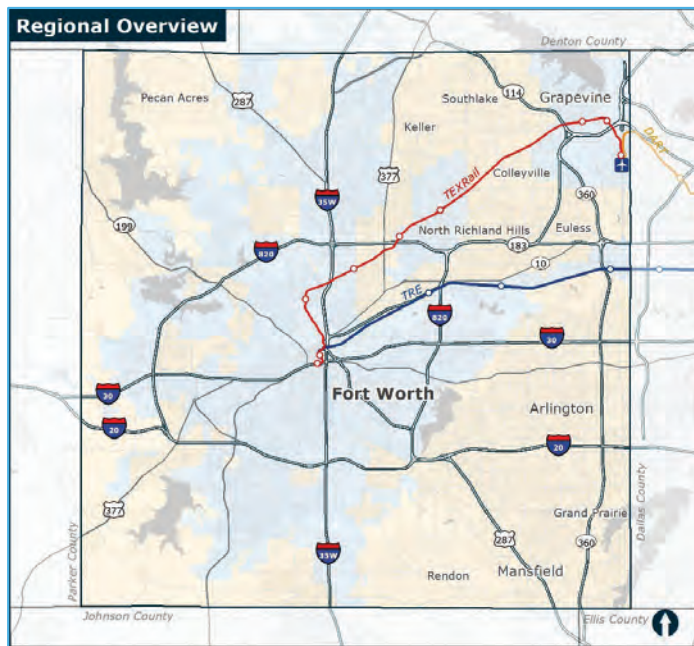 Regional Overview
Denton County
Pecan Acres
287
Southlake
114
Grapevine
Keller
DART
377
TEXRail
Colleyville
35W
360
199
North Richland Hills
Euless
820
183
10
TRE
820
30
30
Fort Worth
20
Arlington
20
377
Grand Prairie
Dallas County
Parker County
35W
287
360
Rendon
Mansfield
Johnson County
Ellis County